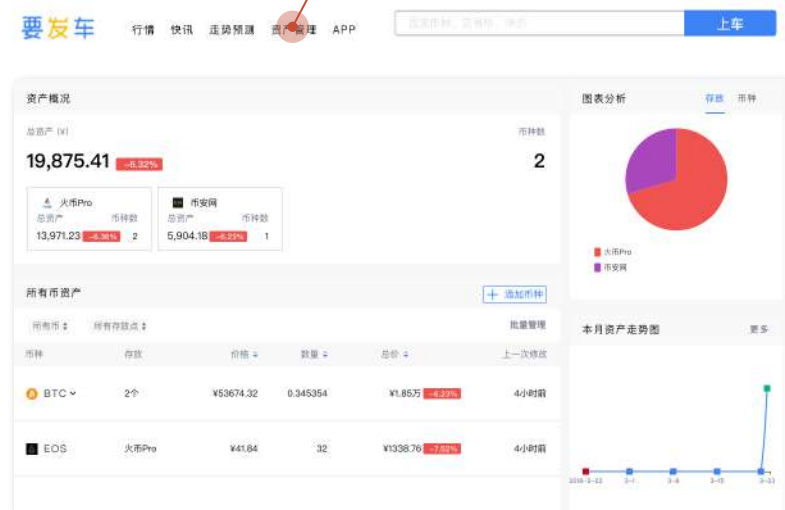 要发车
行情 快讯 走势预测 资产管理 APP
上车
资产概况
总资产 (¥) 币种数
19,875.41 -6.32% 2
火币Pro
总资产 币种数
13,971.23 -6.36% 2
币安网
总资产 币种数
5,904.18 -6.23% 1
图表分析 存放 币种
火币Pro
币安网
所有币资产 添加币种
所有币 所有存放点 批量管理
币种 存放 价格 数量 总价 上一次修改
BTC 2个 ¥53674.32 0.345354 ¥1.85万 -6.23% 4小时前
EOS 火币Pro ¥41.84 32 ¥1338.76 -7.52% 4小时前
本月资产走势图 更多
2018-2-22 3-1 3-8 3-15 3-23